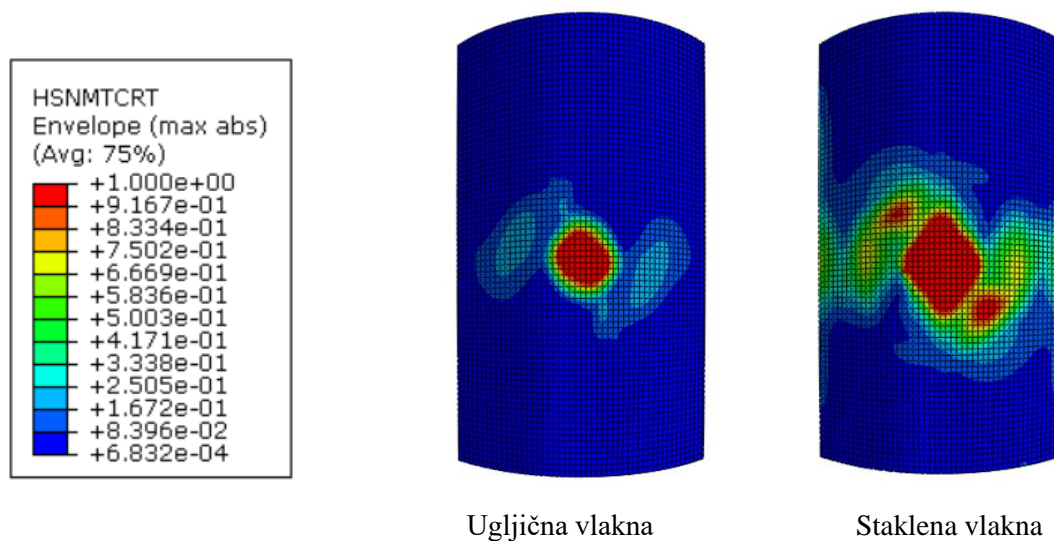 HSNMTCRT
Envelope (max abs)
(Avg: 75%)
+1.000e+00
+9.167e-01
+8.334e-01
+7.502e-01
+6.669e-01
+5.836e-01
+5.003e-01
+4.171e-01
+3.338e-01
+2.505e-01
+1.672e-01
+8.396e-02
+6.832e-04
Ugljična vlakna
Staklena vlakna